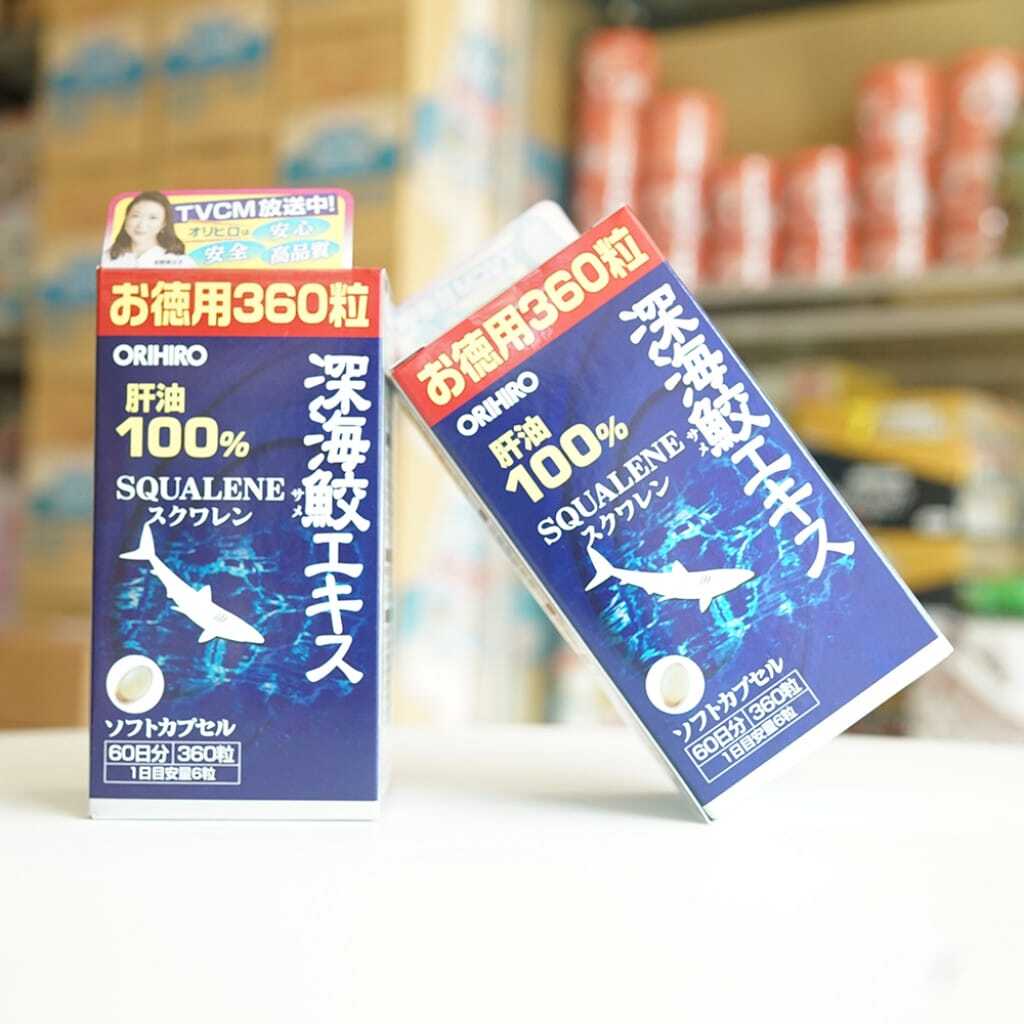 TVCM放送中!
オリヒロは 安心
安全 高品質
お徳用360粒
ORIHIRO
肝油
100%
SQUALENE
スクワレン
深海鮫エキス
サメ
ソフトカプセル
60日分 360粒
1日目安量6粒
お徳用360粒
ORIHIRO
肝油
100%
SQUALENE
スクワレン
深海鮫エキス
サメ
ソフトカプセル
60日分 360粒
1日目安量6粒